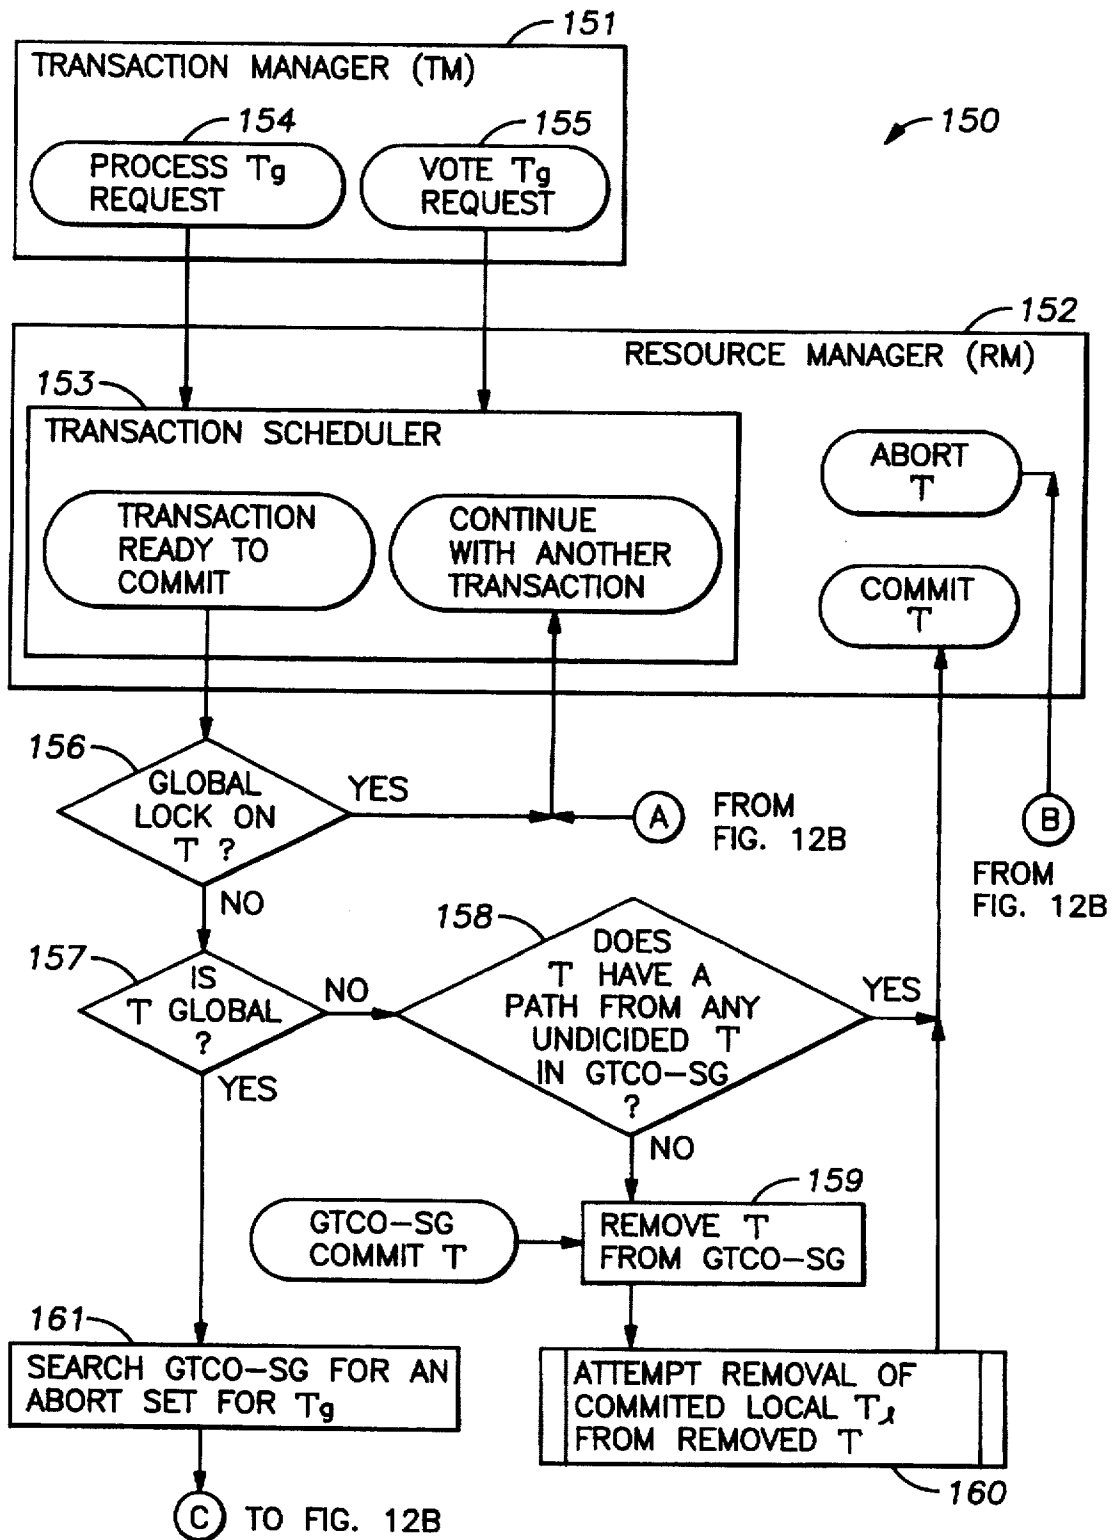 151
TRANSACTION MANAGER (TM)
154
155
150
PROCESS Tg
REQUEST
VOTE Tg
REQUEST
152
RESOURCE MANAGER (RM)
153
TRANSACTION SCHEDULER
ABORT
T
TRANSACTION
READY TO
COMMIT
CONTINUE
WITH ANOTHER
TRANSACTION
COMMIT
T
156
GLOBAL
LOCK ON
T ?
YES
A
FROM
FIG. 12B
B
FROM
FIG. 12B
NO
158
DOES
T HAVE A
PATH FROM ANY
UNDICIDED T
IN GTCO-SG
?
YES
157
IS
T GLOBAL
?
NO
YES
NO
159
GTCO-SG
COMMIT T
REMOVE T
FROM GTCO-SG
161
SEARCH GTCO-SG FOR AN
ABORT SET FOR Tg
ATTEMPT REMOVAL OF
COMMITED LOCAL Tℓ
FROM REMOVED T
160
C
TO FIG. 12B